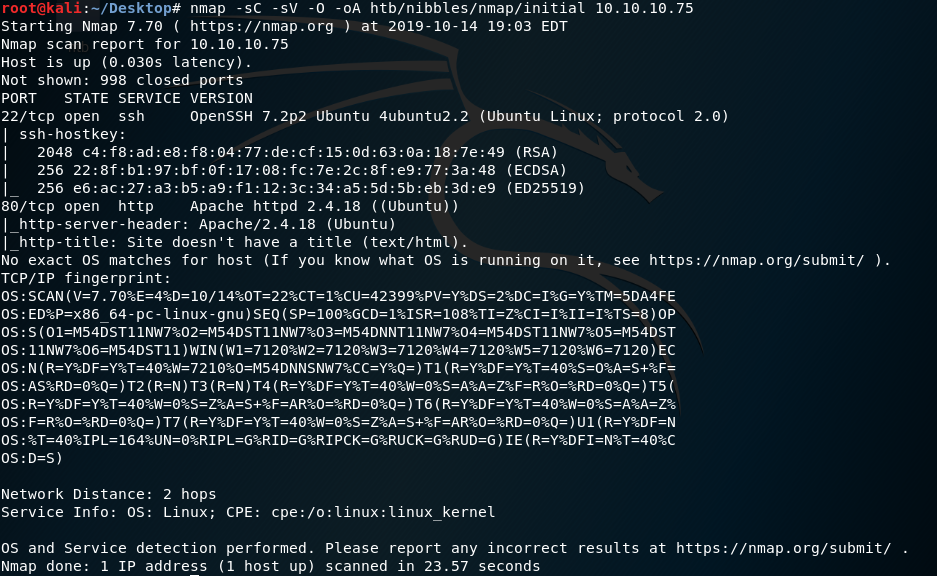 root@kali:~/Desktop# nmap -sC -sV -O -oA htb/nibbles/nmap/initial 10.10.10.75
Starting Nmap 7.70 ( https://nmap.org ) at 2019-10-14 19:03 EDT
Nmap scan report for 10.10.10.75
Host is up (0.030s latency).
Not shown: 998 closed ports
PORT   STATE SERVICE VERSION
22/tcp open  ssh     OpenSSH 7.2p2 Ubuntu 4ubuntu2.2 (Ubuntu Linux; protocol 2.0)
| ssh-hostkey:
|   2048 c4:f8:ad:e8:f8:04:77:de:cf:15:0d:63:0a:18:7e:49 (RSA)
|   256 22:8f:b1:97:bf:0f:17:08:fc:7e:2c:8f:e9:77:3a:48 (ECDSA)
|_  256 e6:ac:27:a3:b5:a9:f1:12:3c:34:a5:5d:5b:eb:3d:e9 (ED25519)
80/tcp open  http    Apache httpd 2.4.18 ((Ubuntu))
|_http-server-header: Apache/2.4.18 (Ubuntu)
|_http-title: Site doesn't have a title (text/html).
No exact OS matches for host (If you know what OS is running on it, see https://nmap.org/submit/ ).
TCP/IP fingerprint:
OS:SCAN(V=7.70%E=4%D=10/14%OT=22%CT=1%CU=42399%PV=Y%DS=2%DC=I%G=Y%TM=5DA4FE
OS:ED%P=x86_64-pc-linux-gnu)SEQ(SP=100%GCD=1%ISR=108%TI=Z%CI=I%II=I%TS=8)OP
OS:S(O1=M54DST11NW7%O2=M54DST11NW7%O3=M54DNNT11NW7%O4=M54DST11NW7%O5=M54DST
OS:11NW7%O6=M54DST11)WIN(W1=7120%W2=7120%W3=7120%W4=7120%W5=7120%W6=7120)EC
OS:N(R=Y%DF=Y%T=40%W=7210%O=M54DNNSNW7%CC=Y%Q=)T1(R=Y%DF=Y%T=40%S=O%A=S+%F=
OS:AS%RD=0%Q=)T2(R=N)T3(R=N)T4(R=Y%DF=Y%T=40%W=0%S=A%A=Z%F=R%O=%RD=0%Q=)T5(
OS:R=Y%DF=Y%T=40%W=0%S=Z%A=S+%F=AR%O=%RD=0%Q=)T6(R=Y%DF=Y%T=40%W=0%S=A%A=Z%
OS:F=R%O=%RD=0%Q=)T7(R=Y%DF=Y%T=40%W=0%S=Z%A=S+%F=AR%O=%RD=0%Q=)U1(R=Y%DF=N
OS:%T=40%IPL=164%UN=0%RIPL=G%RID=G%RIPCK=G%RUCK=G%RUD=G)IE(R=Y%DFI=N%T=40%C
OS:D=S)
Network Distance: 2 hops
Service Info: OS: Linux; CPE: cpe:/o:linux:linux_kernel
OS and Service detection performed. Please report any incorrect results at https://nmap.org/submit/ .
Nmap done: 1 IP address (1 host up) scanned in 23.57 seconds